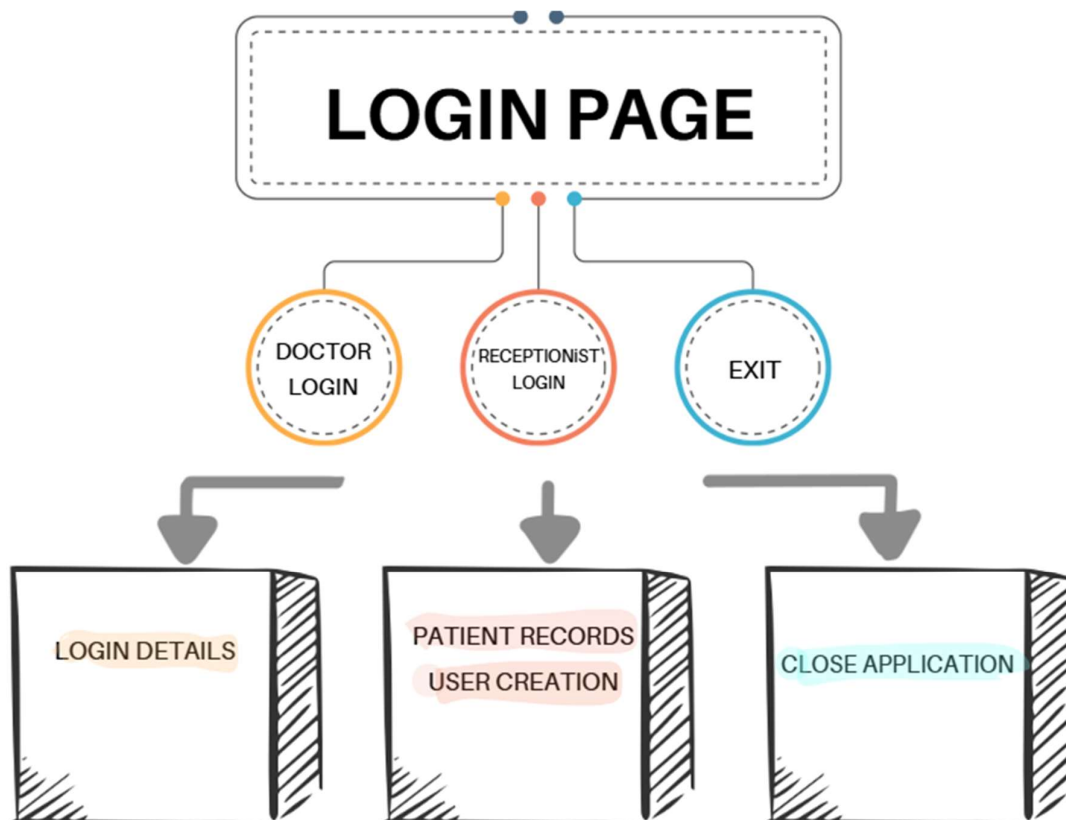 LOGIN PAGE
DOCTOR
LOGIN
RECEPTIONiST
LOGIN
EXIT
LOGIN DETAILS
PATIENT RECORDS
USER CREATION
CLOSE APPLICATION